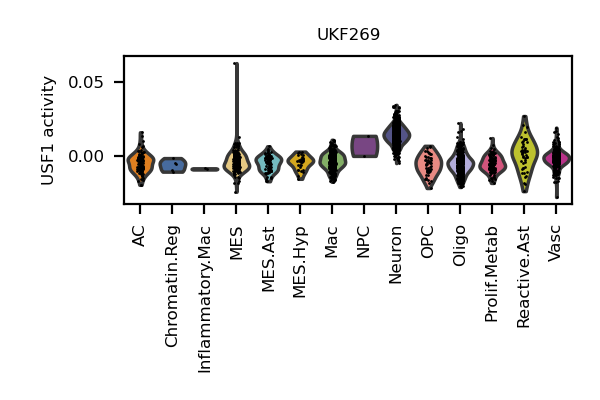 UKF269
USF1 activity
0.05
0.00
AC
Chromatin.Reg
Inflammatory.Mac
MES
MES.Ast
MES.Hyp
Mac
NPC
Neuron
OPC
Oligo
Prolif.Metab
Reactive.Ast
Vasc